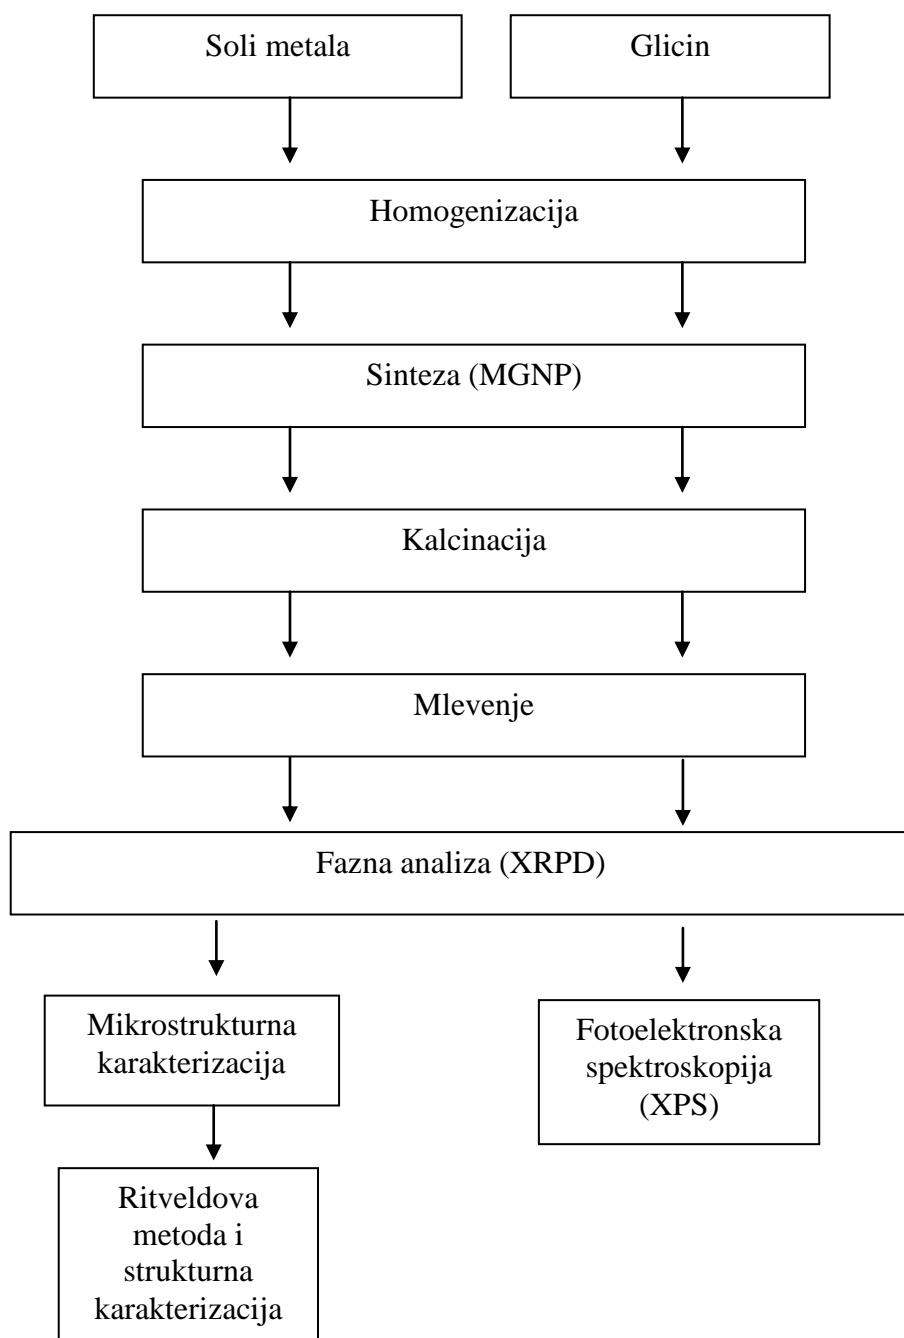 Soli metala
Glicin
Homogenizacija
Sinteza (MGNP)
Kalcinacija
Mlevenje
Fazna analiza (XRPD)
Mikrostrukturna
karakterizacija
Fotoelektronska
spektroskopija
(XPS)
Ritveldova
metoda i
strukturna
karakterizacija